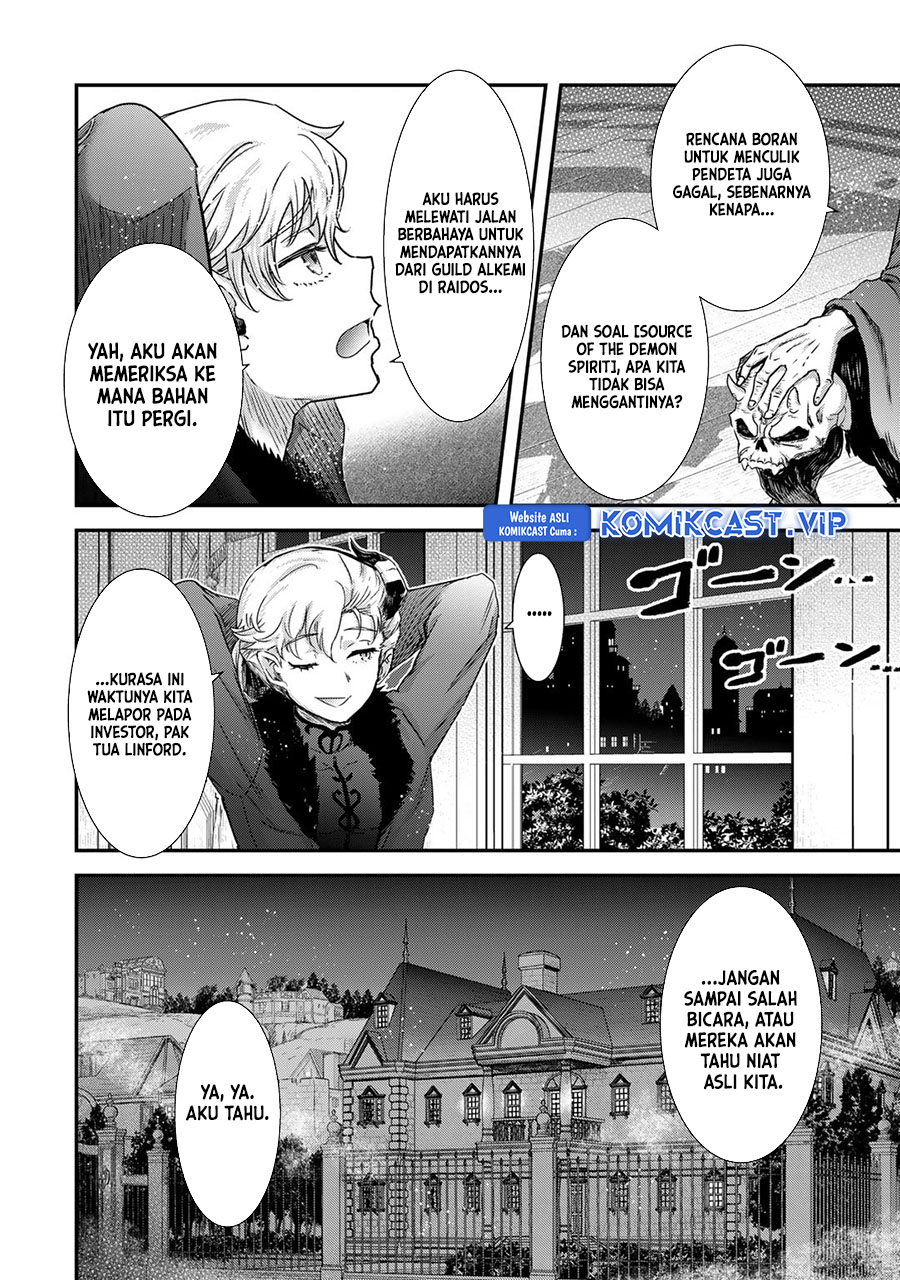 RENCANA BORAN
UNTUK MENCULIK
PENDETA JUGA
GAGAL, SEBENARNYA
KENAPA...
DAN SOAL [SOURCE
OF THE DEMON
SPIRIT], APA KITA
TIDAK BISA
MENGGANTINYA?
AKU HARUS
MELEWATI JALAN
BERBAHAYA UNTUK
MENDAPATKANNYA
DARI GUILD ALKEMI
DI RAIDOS...
YAH, AKU AKAN
MEMERIKSA KE
MANA BAHAN
ITU PERGI.
Website ASLI
KOMIKCAST Cuma :
KOMIKCAST.VIP
ゴーン...
ゴーン...
......
...KURASA INI
WAKTUNYA KITA
MELAPOR PADA
INVESTOR, PAK
TUA LINFORD.
...JANGAN
SAMPAI SALAH
BICARA, ATAU
MEREKA AKAN
TAHU NIAT
ASLI KITA.
YA, YA.
AKU TAHU.